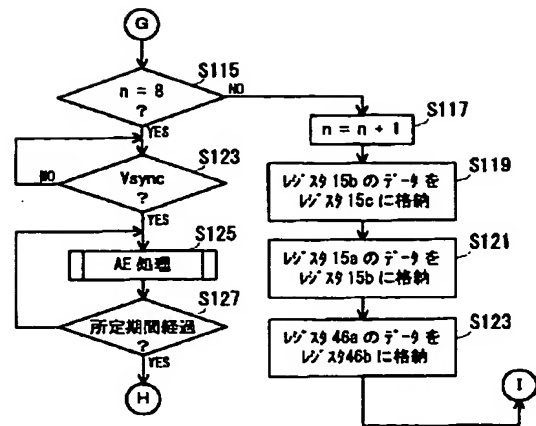 G
S115
n = 8
?
NO
YES
S117
n = n + 1
S123
Vsync
?
NO
YES
S119
レジスタ 15b のデータを
レジスタ 15c に格納
S125
AE 処理
S121
レジスタ 15a のデータを
レジスタ 15b に格納
S127
所定期間経過
?
YES
S123
レジスタ 46a のデータを
レジスタ 46b に格納
H
I